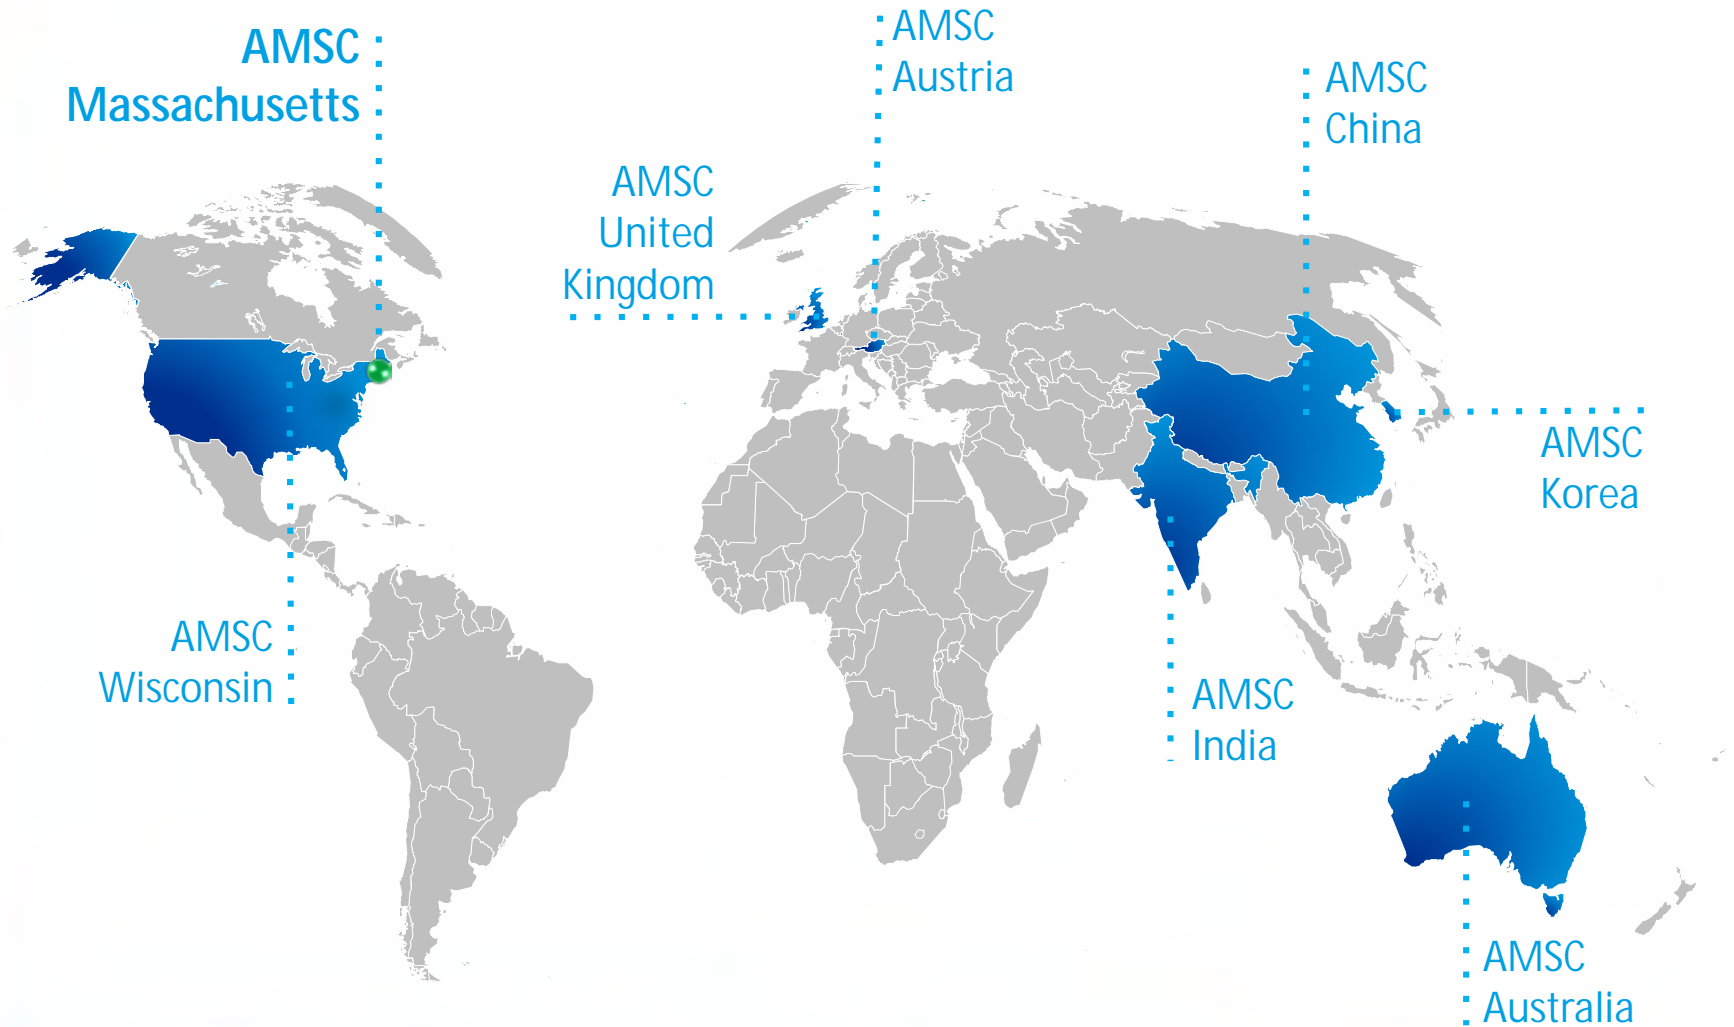 AMSC
Massachusetts
AMSC
Austria
AMSC
China
AMSC
United
Kingdom
AMSC
Korea
AMSC
Wisconsin
AMSC
India
AMSC
Australia